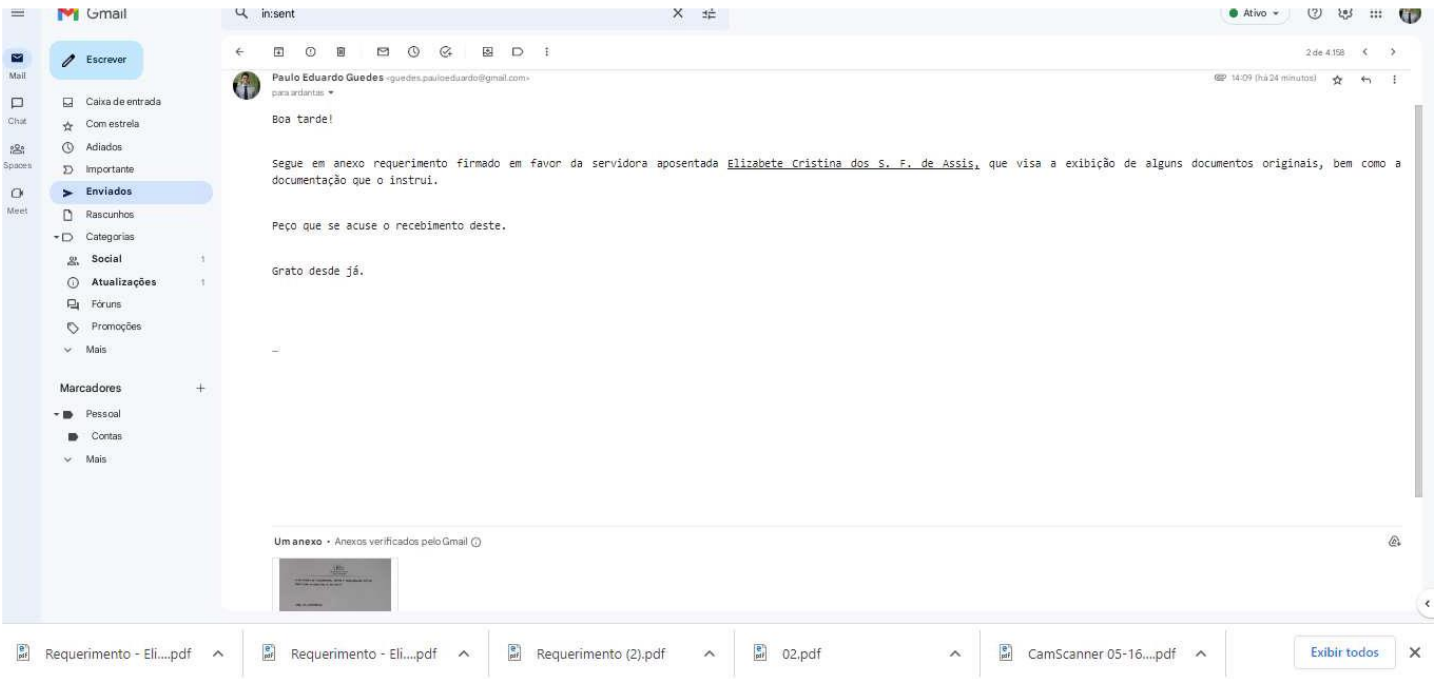 Gmail
in:sent
Ativo
Mail
Chat
Spaces
Meet
Escrever
Caixa de entrada
Com estrela
Adiados
Importante
Enviados
Rascunhos
Categorias
Social 1
Atualizações 1
Fóruns
Promoções
Mais
Marcadores
Pessoal
Contas
Mais
2 de 4.158
Paulo Eduardo Guedes <guedes.pauloeduardo@gmail.com>
14:09 (há 24 minutos)
para ardantas
Boa tarde!
Segue em anexo requerimento firmado em favor da servidora aposentada Elizabete Cristina dos S. F. de Assis, que visa a exibição de alguns documentos originais, bem como a
documentação que o instrui.
Peço que se acuse o recebimento deste.
Grato desde já.
Um anexo • Anexos verificados pelo Gmail
Requerimento - Eli....pdf
Requerimento - Eli....pdf
Requerimento (2).pdf
02.pdf
CamScanner 05-16....pdf
Exibir todos